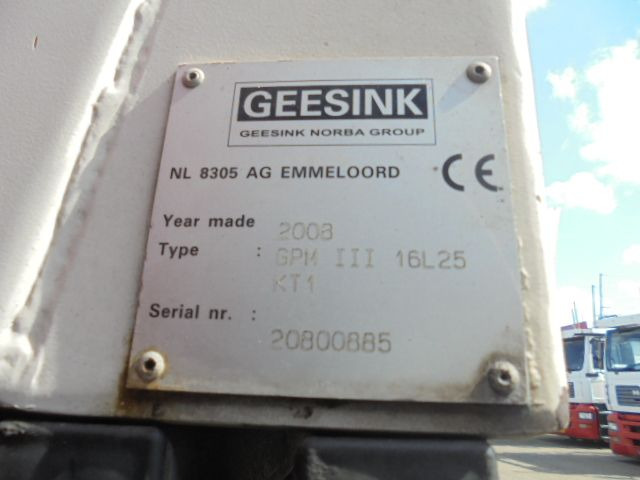 GEESINK
GEESINK NORBA GROUP
NL 8305 AG EMMELOORD CE
Year made 2008
Type : GPM III 16L25
KT1
Serial nr. :
20800885